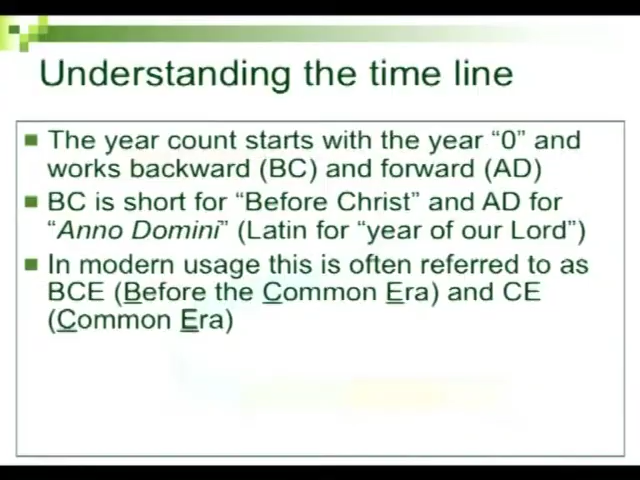 Understanding the time line
The year count starts with the year “0” and
works backward (BC) and forward (AD)
BC is short for “Before Christ” and AD for
“Anno Domini” (Latin for “year of our Lord”)
In modern usage this is often referred to as
BCE (Before the Common Era) and CE
(Common Era)